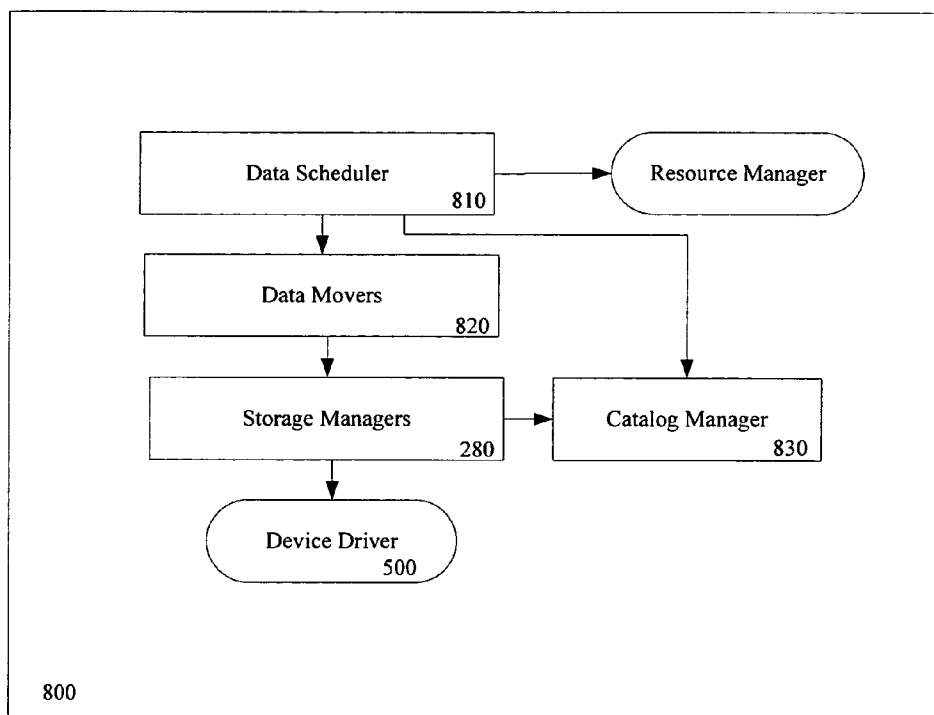 Data Scheduler
810
Resource Manager
Data Movers
820
Storage Managers
280
Catalog Manager
830
Device Driver
500
800